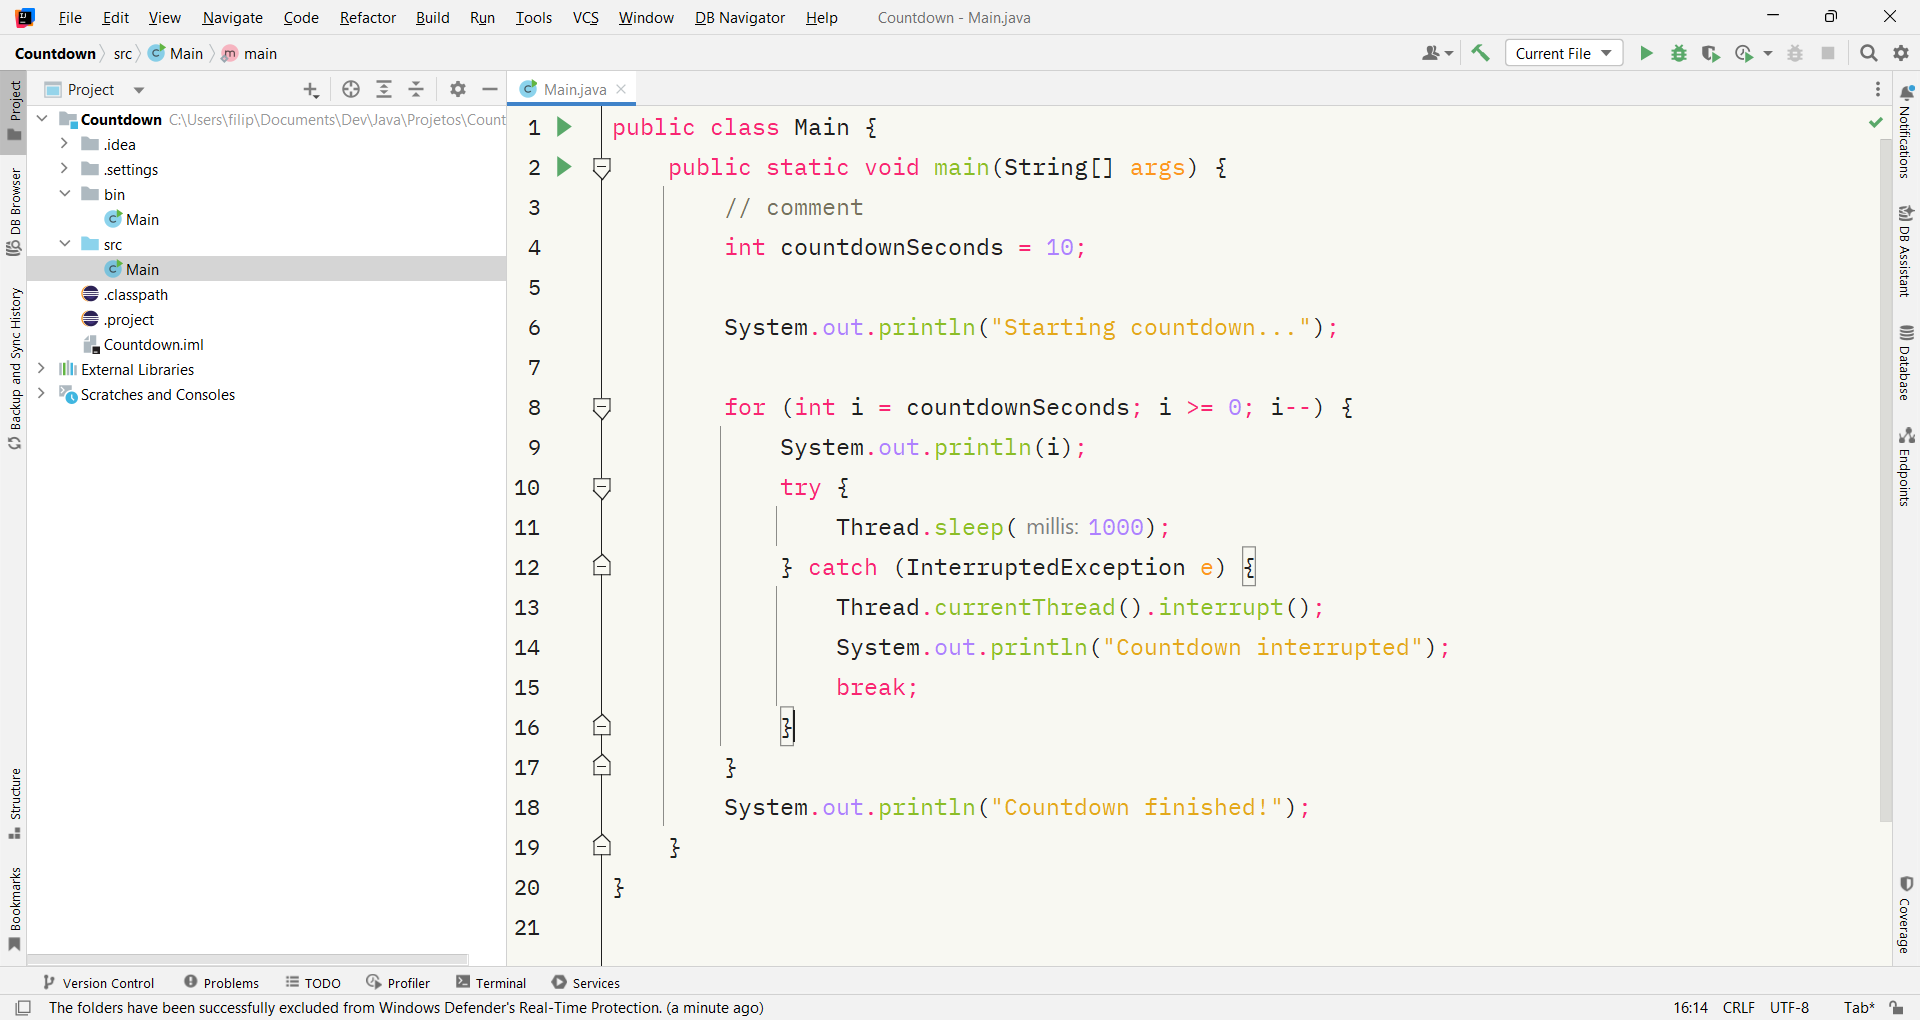 File Edit View Navigate Code Refactor Build Run Tools VCS Window DB Navigator Help Countdown - Main.java
Countdown src Main main Current File
Project
Main.java
Countdown C:\Users\filip\Documents\Dev\Java\Projetos\Count
.idea
.settings
bin
Main
src
Main
.classpath
.project
Countdown.iml
External Libraries
Scratches and Consoles
1 public class Main {
2 public static void main(String[] args) {
3 // comment
4 int countdownSeconds = 10;
5
6 System.out.println("Starting countdown...");
7
8 for (int i = countdownSeconds; i >= 0; i--) {
9 System.out.println(i);
10 try {
11 Thread.sleep( millis: 1000);
12 } catch (InterruptedException e) {
13 Thread.currentThread().interrupt();
14 System.out.println("Countdown interrupted");
15 break;
16 }
17 }
18 System.out.println("Countdown finished!");
19 }
20 }
21
Project
DB Browser
Backup and Sync History
Structure
Bookmarks
Notifications
DB Assistant
Database
Endpoints
Coverage
Version Control Problems TODO Profiler Terminal Services
The folders have been successfully excluded from Windows Defender's Real-Time Protection. (a minute ago) 16:14 CRLF UTF-8 Tab*